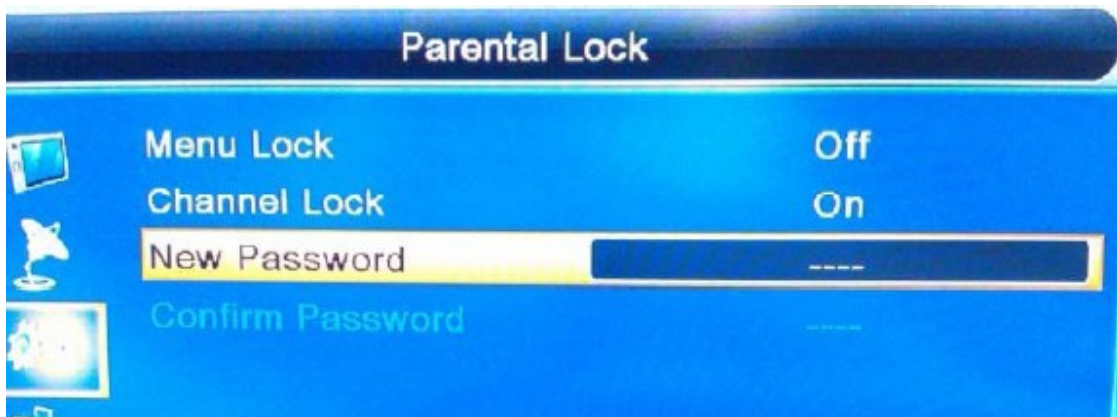 Parental Lock
Menu Lock Off
Channel Lock On
New Password ----
Confirm Password ----